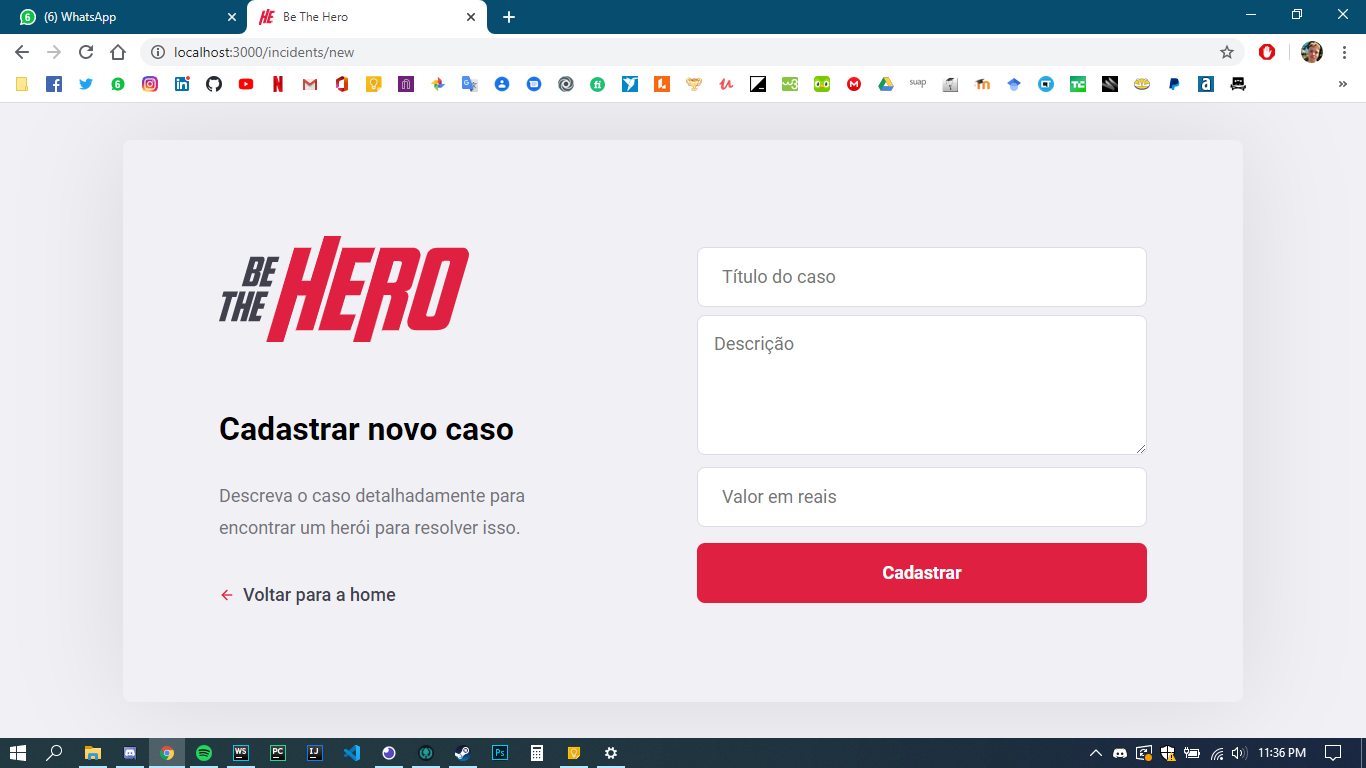 (6) WhatsApp
Be The Hero
localhost:3000/incidents/new
suap
BE
THE
HERO
Cadastrar novo caso
Descreva o caso detalhadamente para
encontrar um herói para resolver isso.
Voltar para a home
Título do caso
Descrição
Valor em reais
Cadastrar
11:36 PM